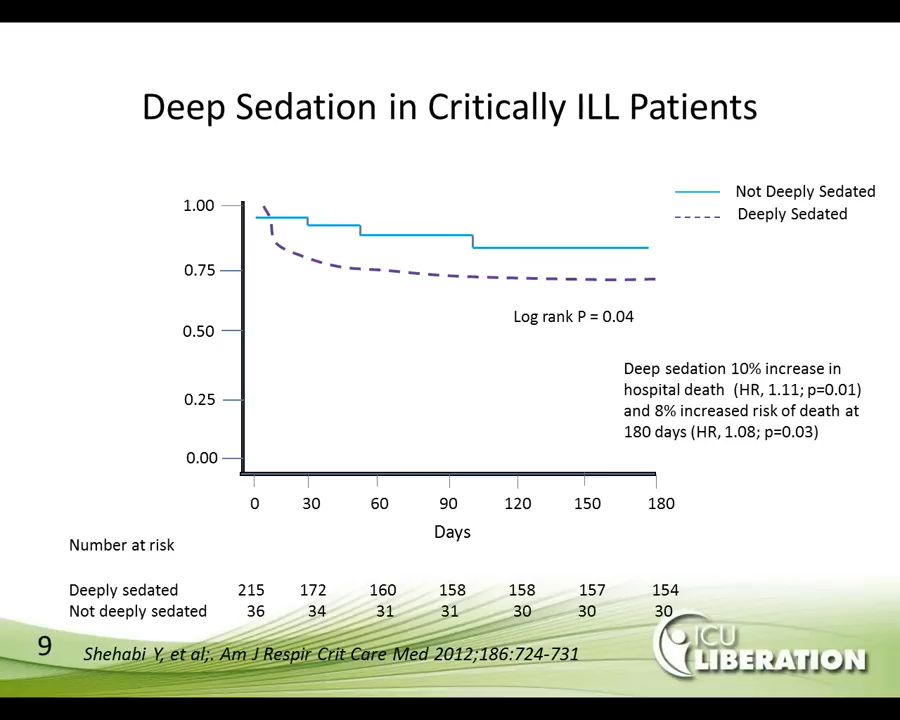 Deep Sedation in Critically ILL Patients
Not Deeply Sedated
Deeply Sedated
1.00
0.75
0.50
0.25
0.00
Log rank P = 0.04
Deep sedation 10% increase in
hospital death (HR, 1.11; p=0.01)
and 8% increased risk of death at
180 days (HR, 1.08; p=0.03)
0 30 60 90 120 150 180
Days
Number at risk
Deeply sedated 215 172 160 158 158 157 154
Not deeply sedated 36 34 31 31 30 30 30
9
Shehabi Y, et al;. Am J Respir Crit Care Med 2012;186:724-731
ICU
LIBERATION